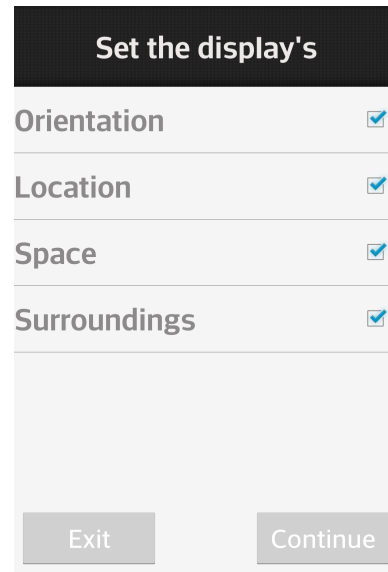 Set the display's
Orientation
Location
Space
Surroundings
Exit
Continue